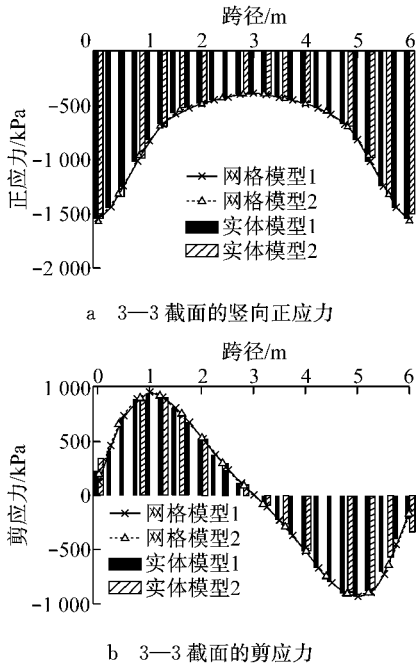 跨径/m
0 1 2 3 4 5 6
-500
-1 000
-1 500
-2 000
正应力/kPa
网格模型1
网格模型2
实体模型1
实体模型2
a 3—3 截面的竖向正应力
跨径/m
0 1 2 3 4 5 6
1 000
500
0
-500
-1 000
剪应力/kPa
网格模型1
网格模型2
实体模型1
实体模型2
b 3—3 截面的剪应力